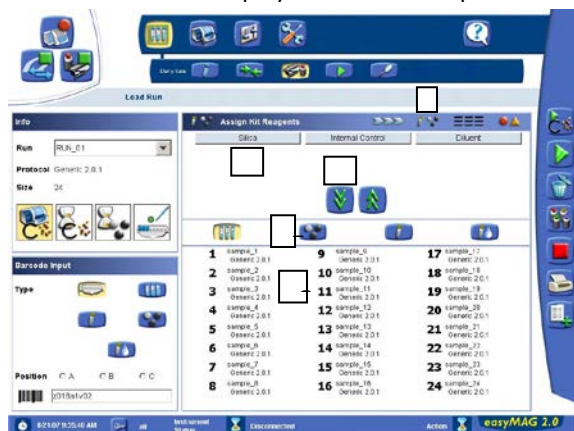 Daily Use
Load Run
Info
Run RUN_01
Protocol Generic 2.0.1
Size 24
Barcode Input
Type
Position A B C
Assign Kit Reagents
Silica Internal Control Diluent
1 sample_1 Generic 2.0.1
2 sample_2 Generic 2.0.1
3 sample_3 Generic 2.0.1
4 sample_4 Generic 2.0.1
5 sample_5 Generic 2.0.1
6 sample_6 Generic 2.0.1
7 sample_7 Generic 2.0.1
8 sample_8 Generic 2.0.1
9 sample_9 Generic 2.0.1
10 sample_10 Generic 2.0.1
11 sample_11 Generic 2.0.1
12 sample_12 Generic 2.0.1
13 sample_13 Generic 2.0.1
14 sample_14 Generic 2.0.1
15 sample_15 Generic 2.0.1
16 sample_16 Generic 2.0.1
17 sample_17 Generic 2.0.1
18 sample_18 Generic 2.0.1
19 sample_19 Generic 2.0.1
20 sample_20 Generic 2.0.1
21 sample_21 Generic 2.0.1
22 sample_22 Generic 2.0.1
23 sample_23 Generic 2.0.1
24 sample_24 Generic 2.0.1
8/21/07 9:35:40 AM Instrument Status Disconnected Action easyMAG 2.0